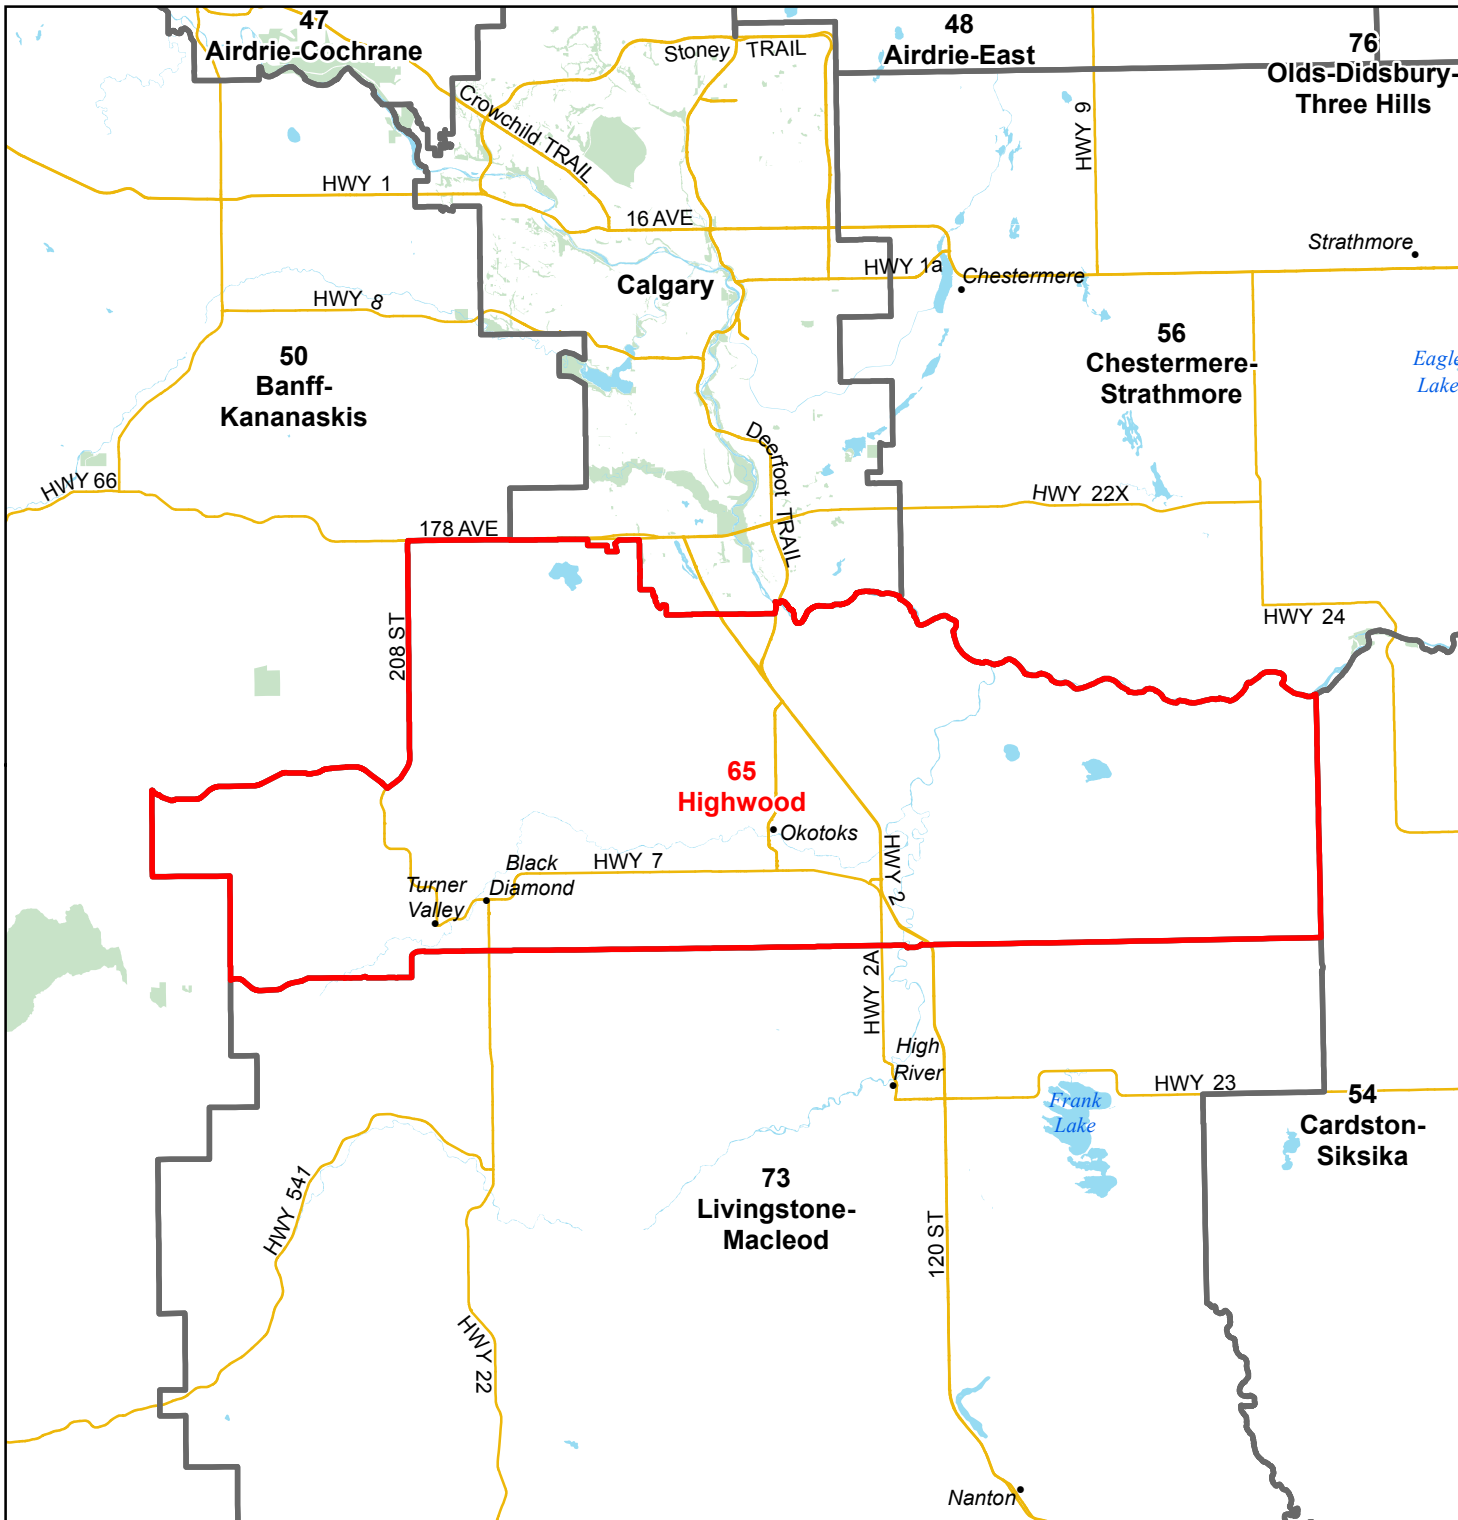 47
Airdrie-Cochrane
48
Airdrie-East
76
Olds-Didsbury-
Three Hills
Stoney TRAIL
Crowchild TRAIL
HWY 9
HWY 1
16 AVE
Strathmore
HWY 1a
Chestermere
Calgary
HWY 8
50
Banff-
Kananaskis
56
Chestermere-
Strathmore
Eagle
Lake
Deerfoot TRAIL
HWY 66
HWY 22X
178 AVE
208 ST
HWY 24
65
Highwood
Okotoks
HWY 2
HWY 7
Black
Diamond
Turner
Valley
HWY 2A
High
River
HWY 23
Frank
Lake
54
Cardston-
Siksika
73
Livingstone-
Macleod
HWY 541
120 ST
HWY 22
Nanton